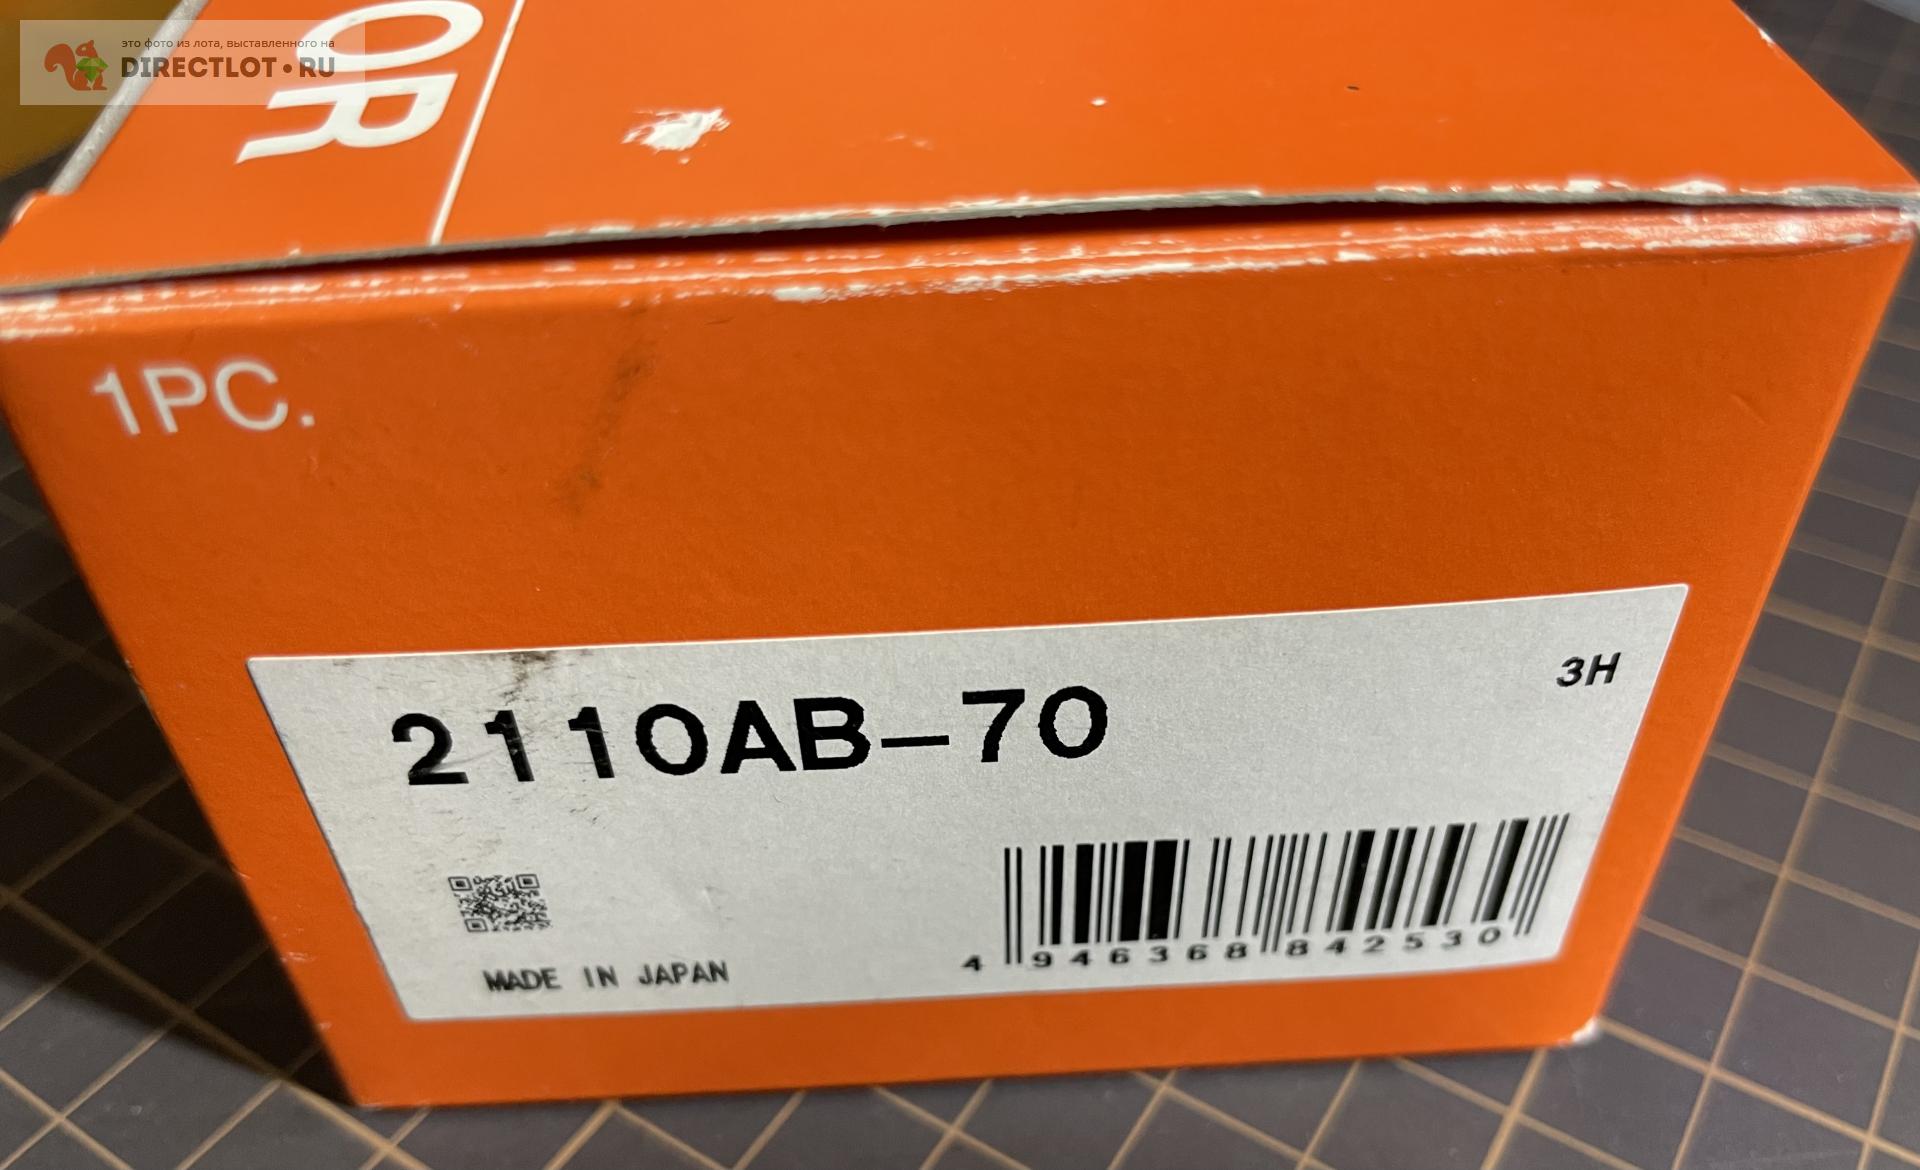 это фото из лота, выставленного на
DIRECTLOT•RU
OR
1PC.
3H
2110AB-70
MADE IN JAPAN
4 946368 842530